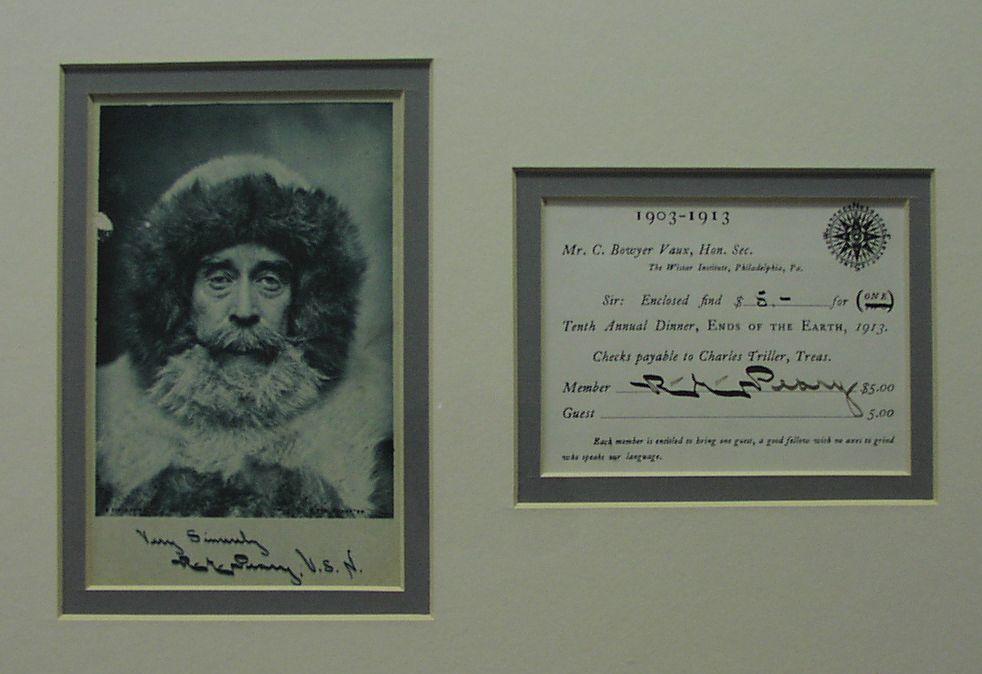 Very Sincerely
R. E. Peary, U.S.N.
1903-1913
Mr. C. Bowyer Vaux, Hon. Sec.
The Wistar Institute, Philadelphia, Pa.
Sir: Enclosed find $ 5.- for (ONE)
Tenth Annual Dinner, ENDS OF THE EARTH, 1913.
Checks payable to Charles Triller, Treas.
Member R. E. Peary $5.00
Guest 5.00
Each member is entitled to bring one guest, a good fellow with no axes to grind
who speaks our language.